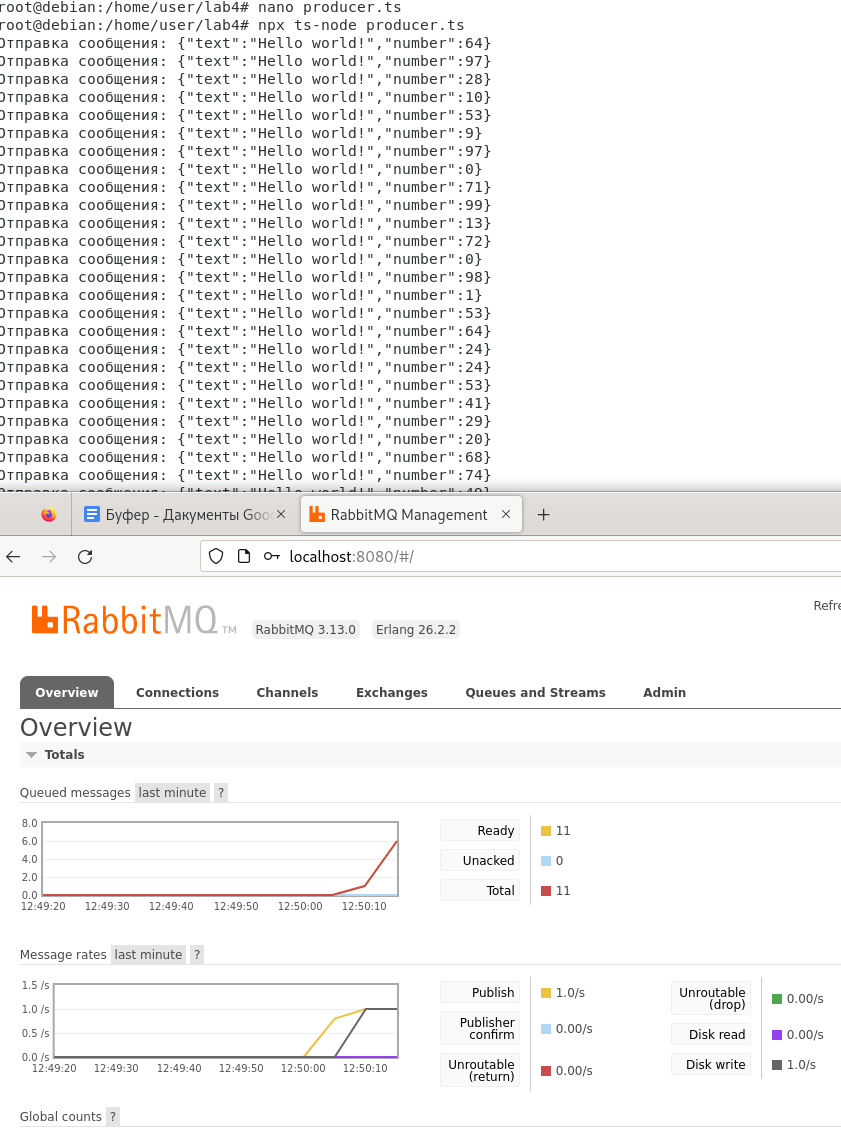 root@debian:/home/user/lab4# nano producer.ts
root@debian:/home/user/lab4# npx ts-node producer.ts
Отправка сообщения: {"text":"Hello world!","number":64}
Отправка сообщения: {"text":"Hello world!","number":97}
Отправка сообщения: {"text":"Hello world!","number":28}
Отправка сообщения: {"text":"Hello world!","number":10}
Отправка сообщения: {"text":"Hello world!","number":53}
Отправка сообщения: {"text":"Hello world!","number":9}
Отправка сообщения: {"text":"Hello world!","number":97}
Отправка сообщения: {"text":"Hello world!","number":0}
Отправка сообщения: {"text":"Hello world!","number":71}
Отправка сообщения: {"text":"Hello world!","number":99}
Отправка сообщения: {"text":"Hello world!","number":13}
Отправка сообщения: {"text":"Hello world!","number":72}
Отправка сообщения: {"text":"Hello world!","number":0}
Отправка сообщения: {"text":"Hello world!","number":98}
Отправка сообщения: {"text":"Hello world!","number":1}
Отправка сообщения: {"text":"Hello world!","number":53}
Отправка сообщения: {"text":"Hello world!","number":64}
Отправка сообщения: {"text":"Hello world!","number":24}
Отправка сообщения: {"text":"Hello world!","number":24}
Отправка сообщения: {"text":"Hello world!","number":53}
Отправка сообщения: {"text":"Hello world!","number":41}
Отправка сообщения: {"text":"Hello world!","number":29}
Отправка сообщения: {"text":"Hello world!","number":20}
Отправка сообщения: {"text":"Hello world!","number":68}
Отправка сообщения: {"text":"Hello world!","number":74}
Буфер - Дакументы Goo × RabbitMQ Management × +
localhost:8080/#/
Refre
RabbitMQ TM RabbitMQ 3.13.0 Erlang 26.2.2
Overview Connections Channels Exchanges Queues and Streams Admin
Overview
Totals
Queued messages last minute ?
8.0
6.0
4.0
2.0
0.0
12:49:20 12:49:30 12:49:40 12:49:50 12:50:00 12:50:10
Ready 11
Unacked 0
Total 11
Message rates last minute ?
1.5 /s
1.0 /s
0.5 /s
0.0 /s
12:49:20 12:49:30 12:49:40 12:49:50 12:50:00 12:50:10
Publish 1.0/s
Publisher
confirm 0.00/s
Unroutable
(return) 0.00/s
Unroutable
(drop) 0.00/s
Disk read 0.00/s
Disk write 1.0/s
Global counts ?